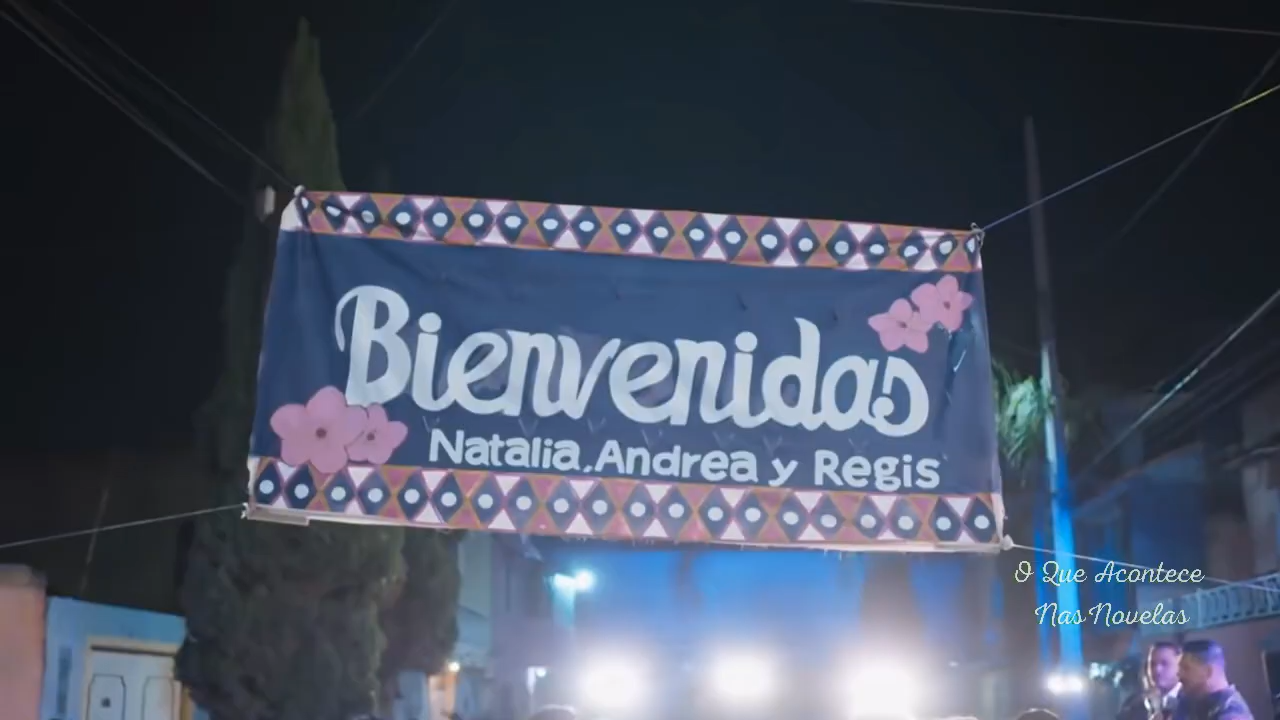 Bienvenidas
Natalia, Andrea y Regis
O Que Acontece
Nas Novelas